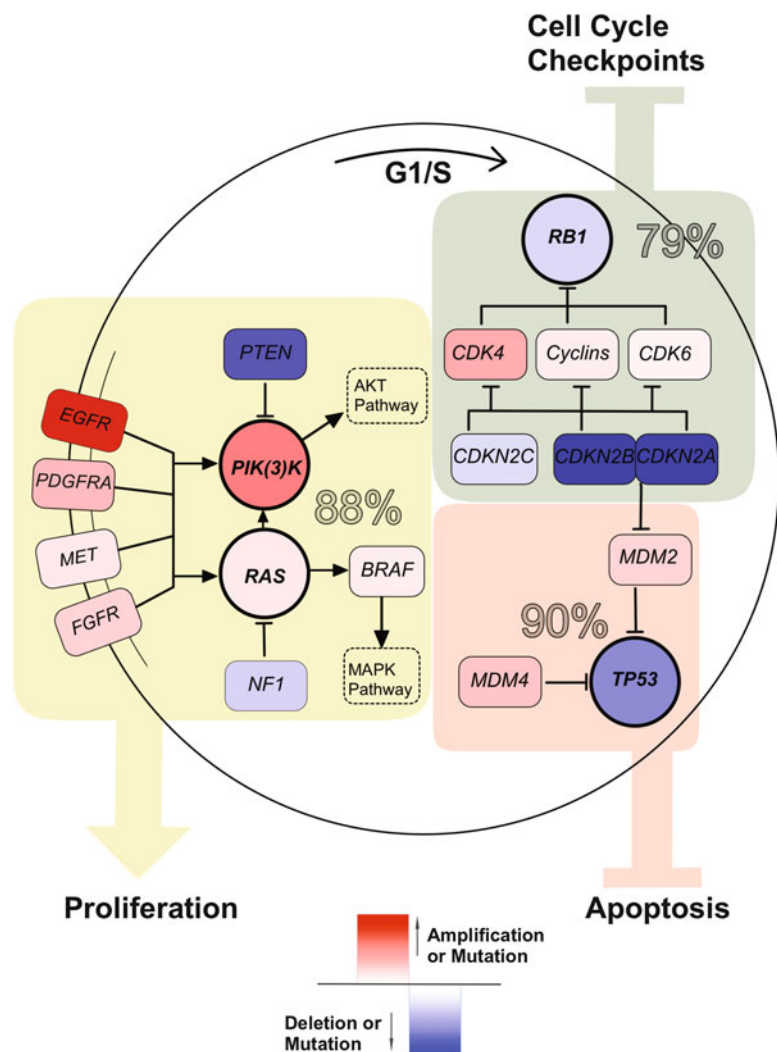 Cell Cycle
Checkpoints
G1/S
RB1
79%
PTEN
CDK4
Cyclins
CDK6
AKT
Pathway
EGFR
CDKN2C
CDKN2B
CDKN2A
PIK(3)K
PDGFRA
88%
MET
RAS
BRAF
MDM2
FGFR
90%
NF1
MAPK
Pathway
MDM4
TP53
Proliferation
Apoptosis
Amplification
or Mutation
Deletion or
Mutation